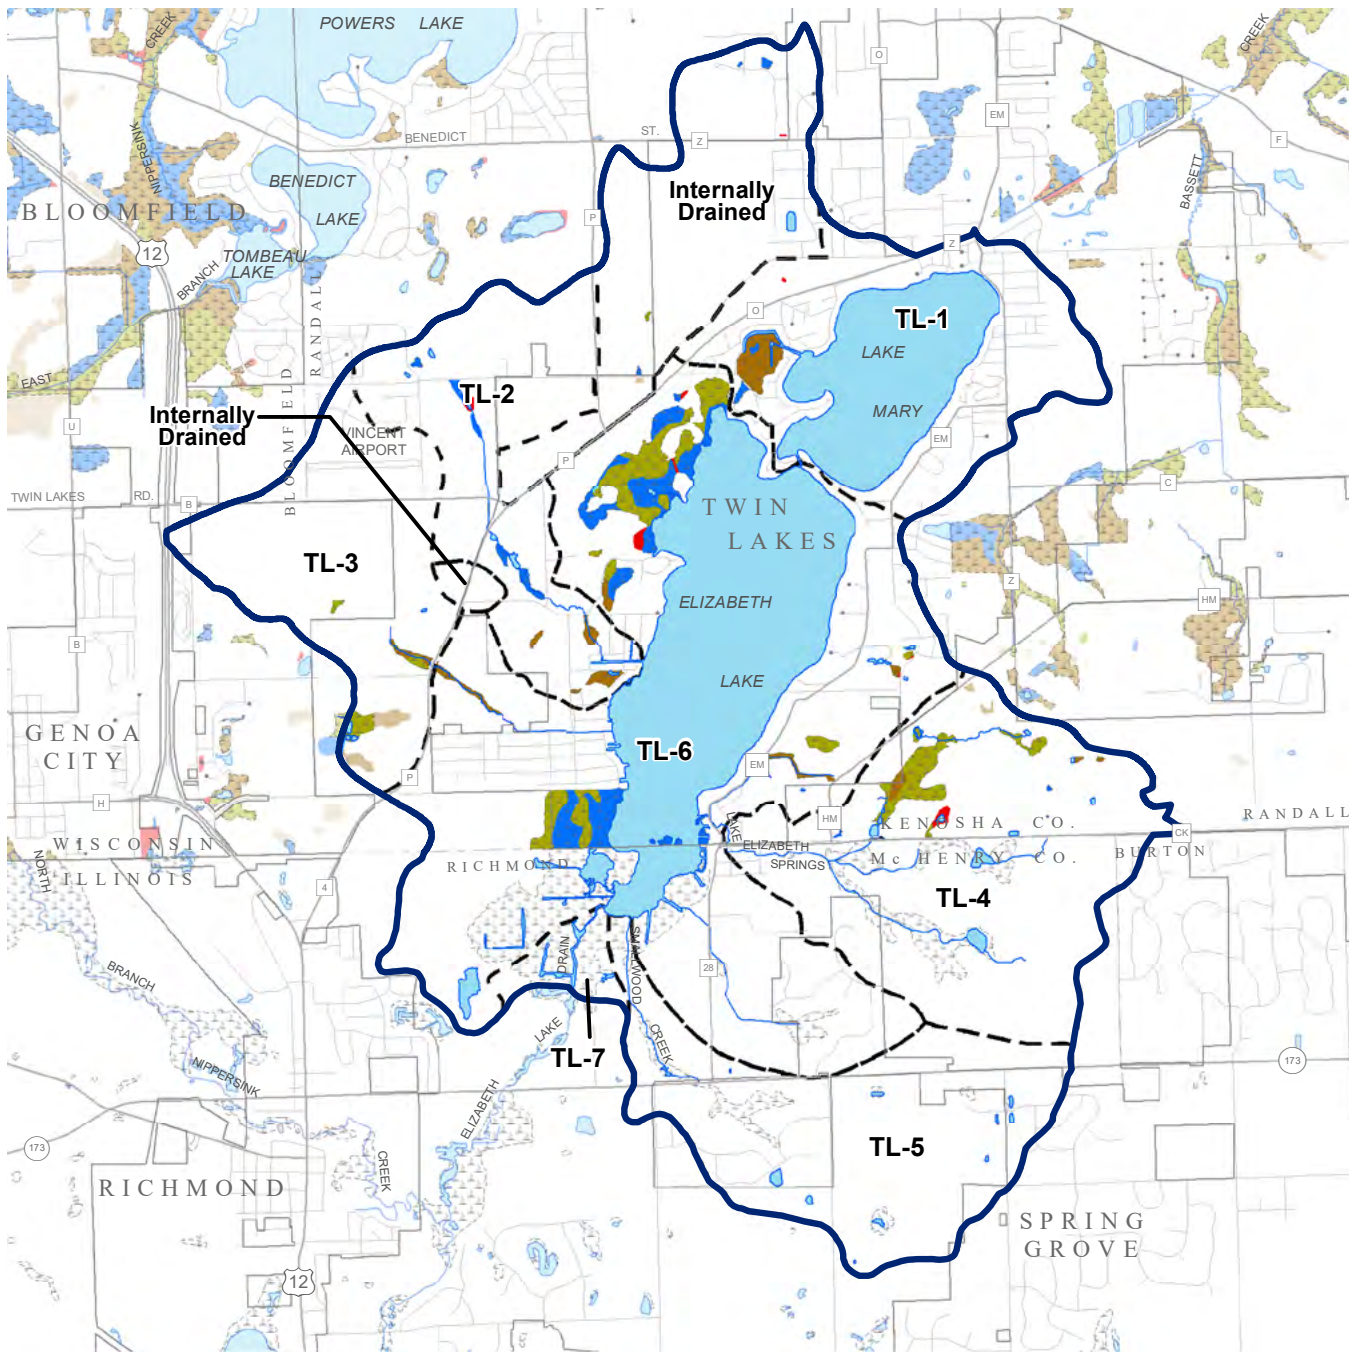 POWERS LAKE
CREEK
CREEK
O
EM
F
BENEDICT
ST.
Z
NIPPERSINK
BASSETT
BENEDICT
LAKE
Internally
Drained
BLOOMFIELD
P
12
TOMBEAU
LAKE
BRANCH
Z
RANDALL
O
TL-1
LAKE
MARY
EAST
TL-2
Internally
Drained
BLOOMFIELD
U
VINCENT
AIRPORT
EM
P
C
TWIN LAKES RD.
B
TWIN
LAKES
TL-3
Z
ELIZABETH
HM
B
LAKE
GENOA
CITY
TL-6
EM
P
H
HM
KENOSHA CO.
CK
RANDALL
WISCONSIN
LAKE
ELIZABETH
SPRINGS
McHENRY CO.
BURTON
ILLINOIS
NORTH
RICHMOND
4
TL-4
DRAIN
SMALLWOOD
28
BRANCH
LAKE
CREEK
TL-7
173
NIPPERSINK
ELIZABETH
173
CREEK
TL-5
RICHMOND
SPRING
GROVE
12